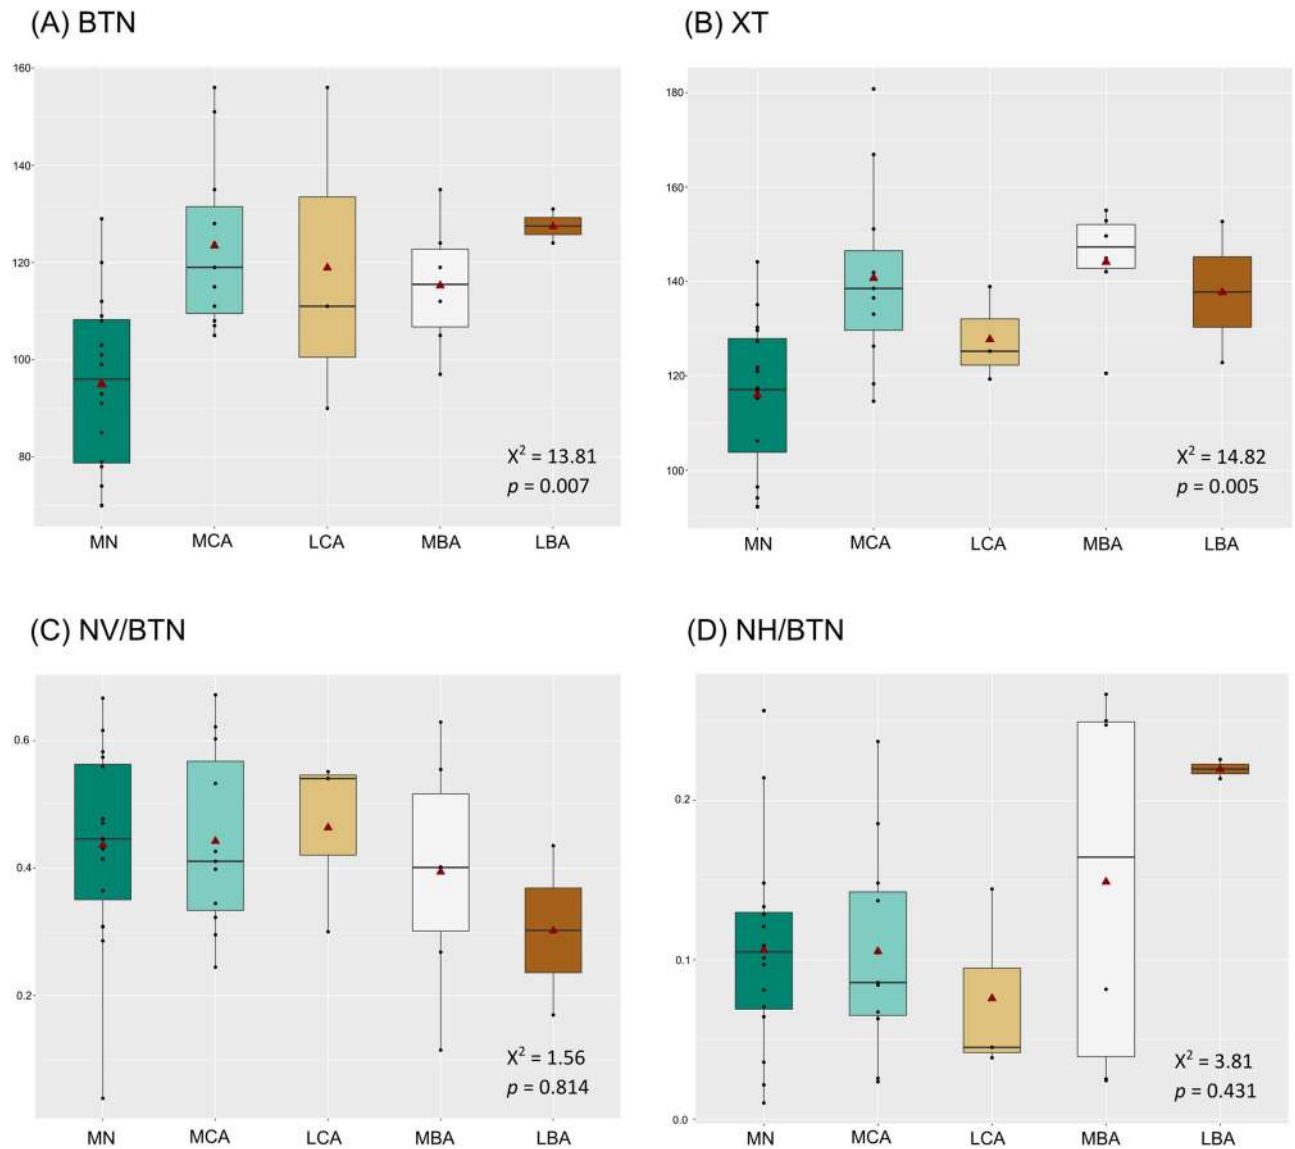 (A) BTN
160
140
120
100
80
X² = 13.81
p = 0.007
MN MCA LCA MBA LBA
(B) XT
180
160
140
120
100
X² = 14.82
p = 0.005
MN MCA LCA MBA LBA
(C) NV/BTN
0.6
0.4
0.2
X² = 1.56
p = 0.814
MN MCA LCA MBA LBA
(D) NH/BTN
0.2
0.1
0.0
X² = 3.81
p = 0.431
MN MCA LCA MBA LBA